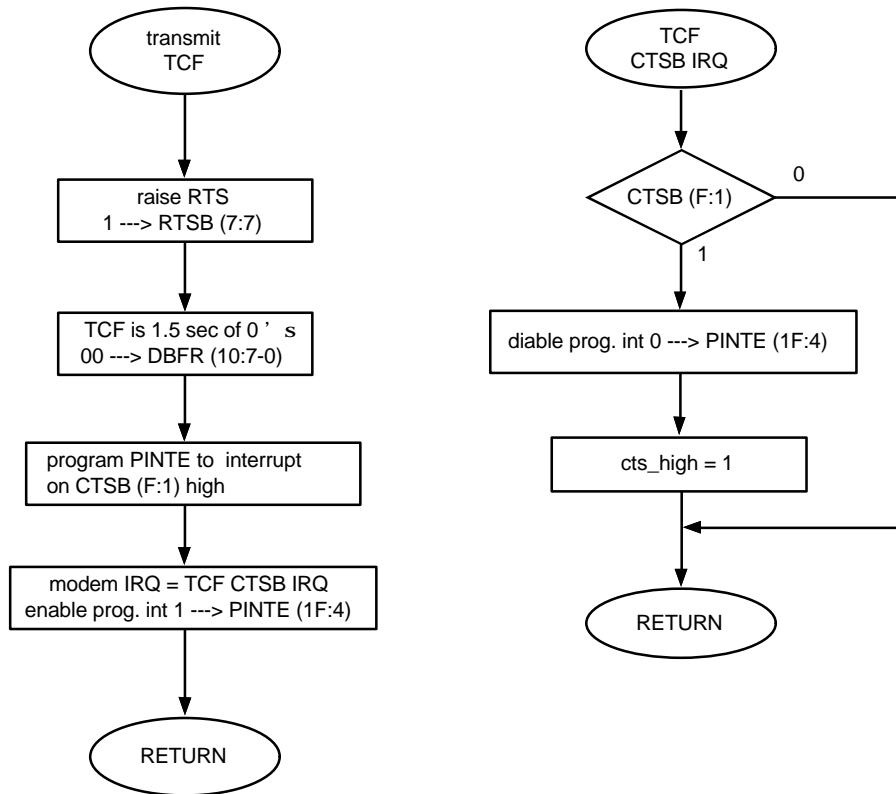 transmit
TCF
raise RTS
1 ---> RTSB (7:7)
TCF is 1.5 sec of 0 ’ s
00 ---> DBFR (10:7-0)
program PINTE to interrupt
on CTSB (F:1) high
modem IRQ = TCF CTSB IRQ
enable prog. int 1 ---> PINTE (1F:4)
RETURN
TCF
CTSB IRQ
CTSB (F:1)
0
1
diable prog. int 0 ---> PINTE (1F:4)
cts_high = 1
RETURN